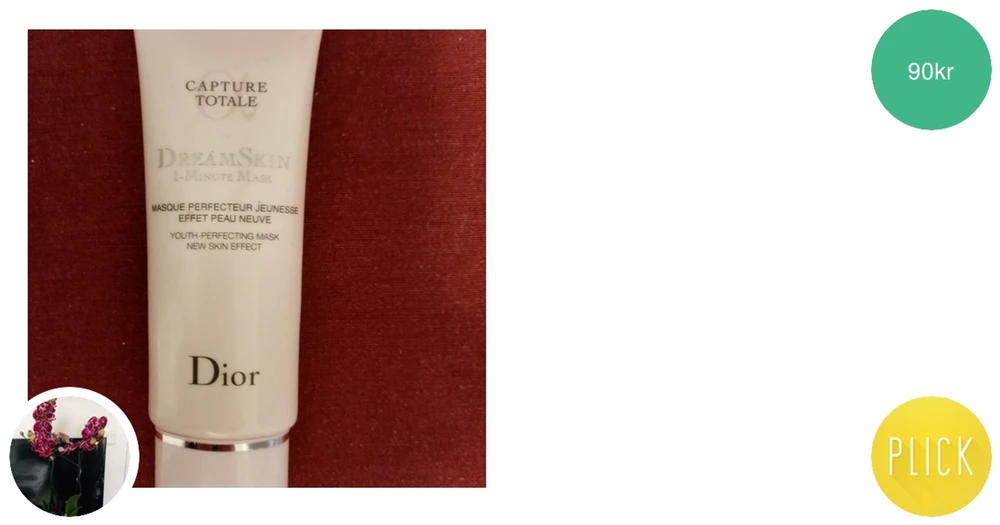 CAPTURE
TOTALE
DREAMSKIN
1-MINUTE MASK
MASQUE PERFECTEUR JEUNESSE
EFFET PEAU NEUVE
YOUTH-PERFECTING MASK
NEW SKIN EFFECT
Dior
90kr
PLICK